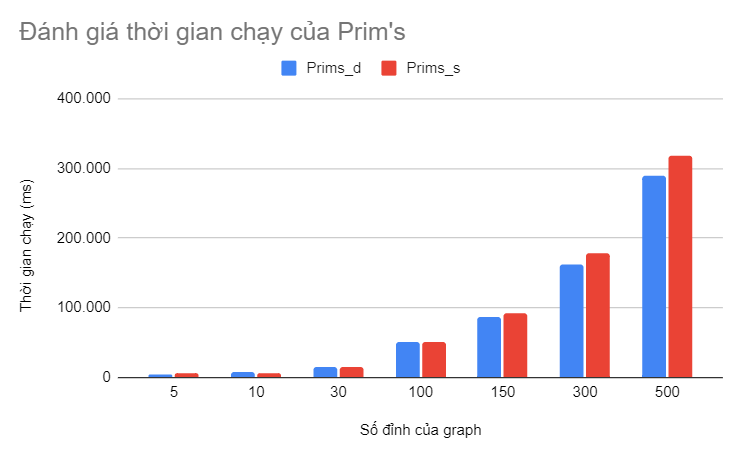 Đánh giá thời gian chạy của Prim's
Prims_d Prims_s
Thời gian chạy (ms)
400.000
300.000
200.000
100.000
0
5 10 30 100 150 300 500
Số đỉnh của graph